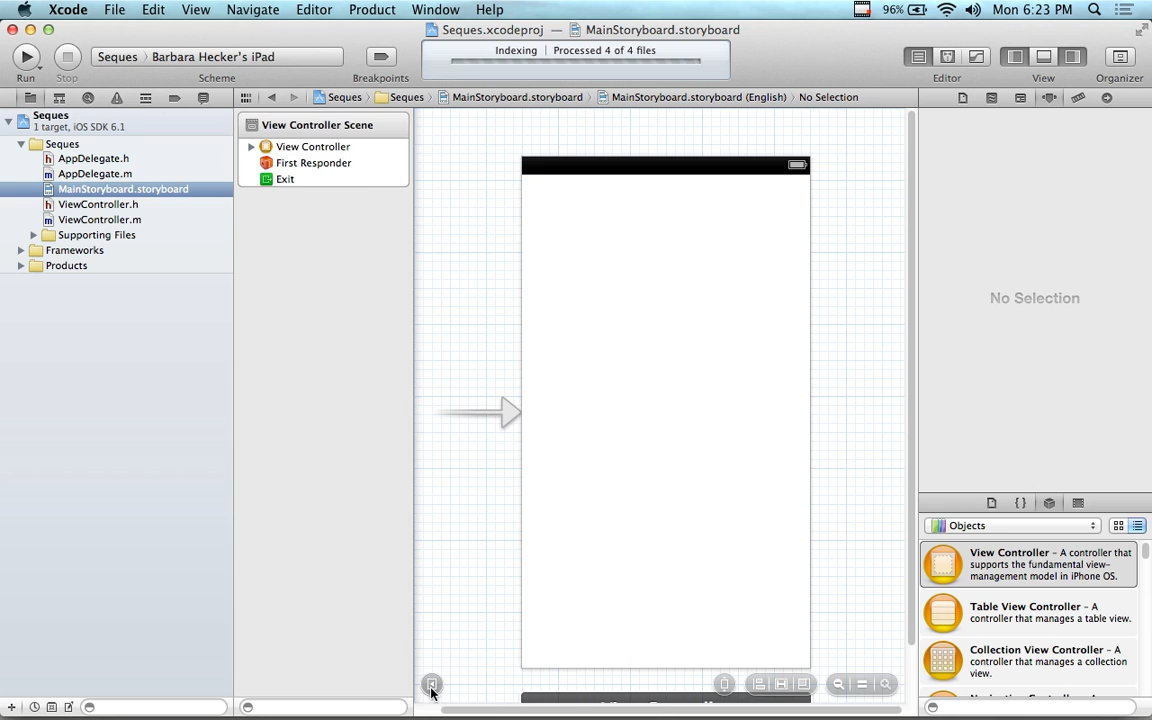 Xcode File Edit View Navigate Editor Product Window Help 96% Mon 6:23 PM
Seques.xcodeproj — MainStoryboard.storyboard
Run Stop Seques 〉 Barbara Hecker's iPad Scheme Breakpoints
Indexing | Processed 4 of 4 files
Editor View Organizer
Seques 〉 Seques 〉 MainStoryboard.storyboard 〉 MainStoryboard.storyboard (English) 〉 No Selection
Seques
1 target, iOS SDK 6.1
Seques
AppDelegate.h
AppDelegate.m
MainStoryboard.storyboard
ViewController.h
ViewController.m
Supporting Files
Frameworks
Products
View Controller Scene
View Controller
First Responder
Exit
No Selection
{ }
Objects
View Controller – A controller that
supports the fundamental view-
management model in iPhone OS.
Table View Controller – A
controller that manages a table view.
Collection View Controller – A
controller that manages a collection
view.